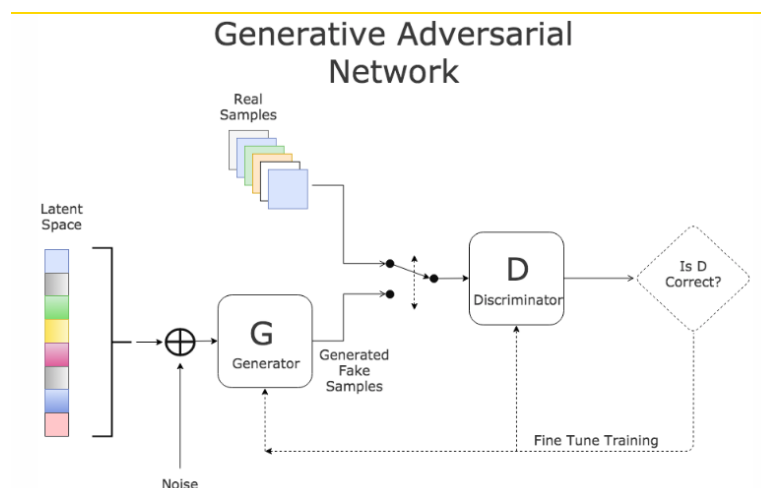 Generative Adversarial
Network
Real
Samples
Latent
Space
G
Generator
Generated
Fake
Samples
D
Discriminator
Is D
Correct?
Fine Tune Training
Noise